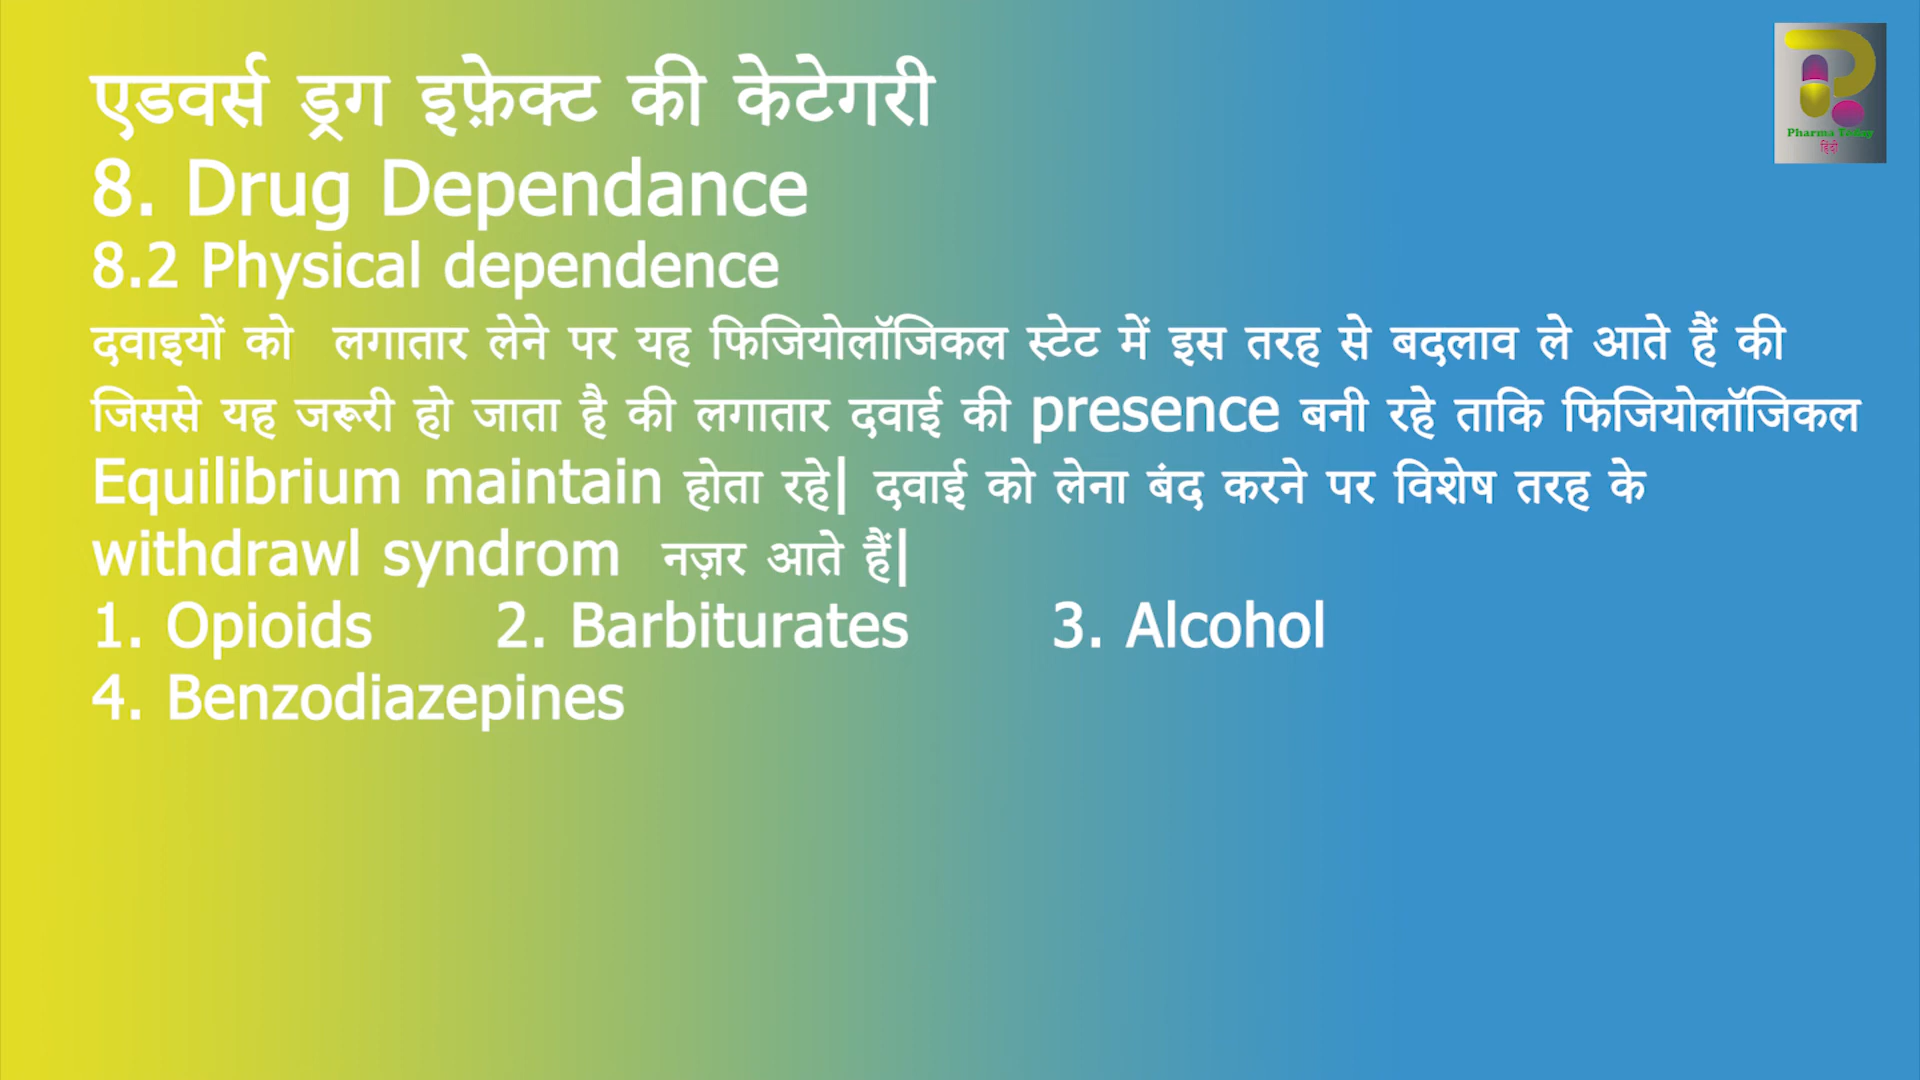 एडवर्स ड्रग इफ़ेक्ट की केटेगरी
8. Drug Dependance
8.2 Physical dependence
दवाइयों को लगातार लेने पर यह फिजियोलॉजिकल स्टेट में इस तरह से बदलाव ले आते हैं की
जिससे यह जरूरी हो जाता है की लगातार दवाई की presence बनी रहे ताकि फिजियोलॉजिकल
Equilibrium maintain होता रहे| दवाई को लेना बंद करने पर विशेष तरह के
withdrawl syndrom नज़र आते हैं|
1. Opioids 2. Barbiturates 3. Alcohol
4. Benzodiazepines
Pharma Today
हिंदी